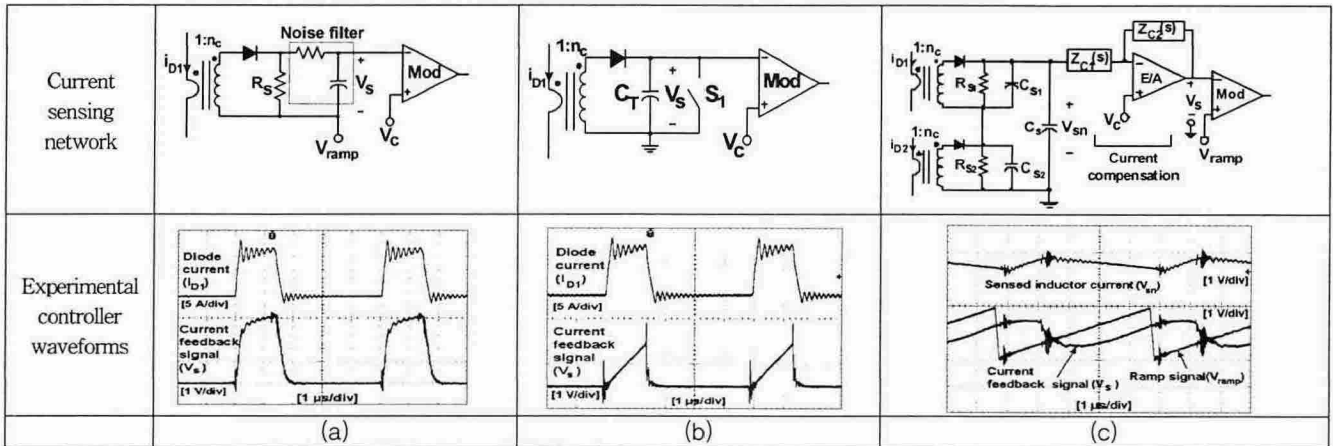 Current
sensing
network
Noise filter
1:nc
iD1
RS
VS
+
−
Mod
Vramp
VC
1:nc
iD1
CT
+
VS
−
S1
Mod
VC
iD1
1:nc
RS1
CS1
iD2
1:nc
RS2
CS2
CS
+
Vsn
−
ZC1(s)
ZC2(s)
E/A
VC
Current
compensation
+
VS
−
Mod
Vramp
Experimental
controller
waveforms
Diode
current
(ID1)
[5 A/div]
Current
feedback
signal
(Vs)
[1 V/div]
[1 µs/div]
Diode
current
(ID1)
[5 A/div]
Current
feedback
signal
(Vs)
[1 V/div]
[1 µs/div]
Sensed inductor current (Vsn)
[1 V/div]
[1 V/div]
Current
feedback signal (Vs)
Ramp signal(Vramp)
[1 µs/div]
(a)
(b)
(c)